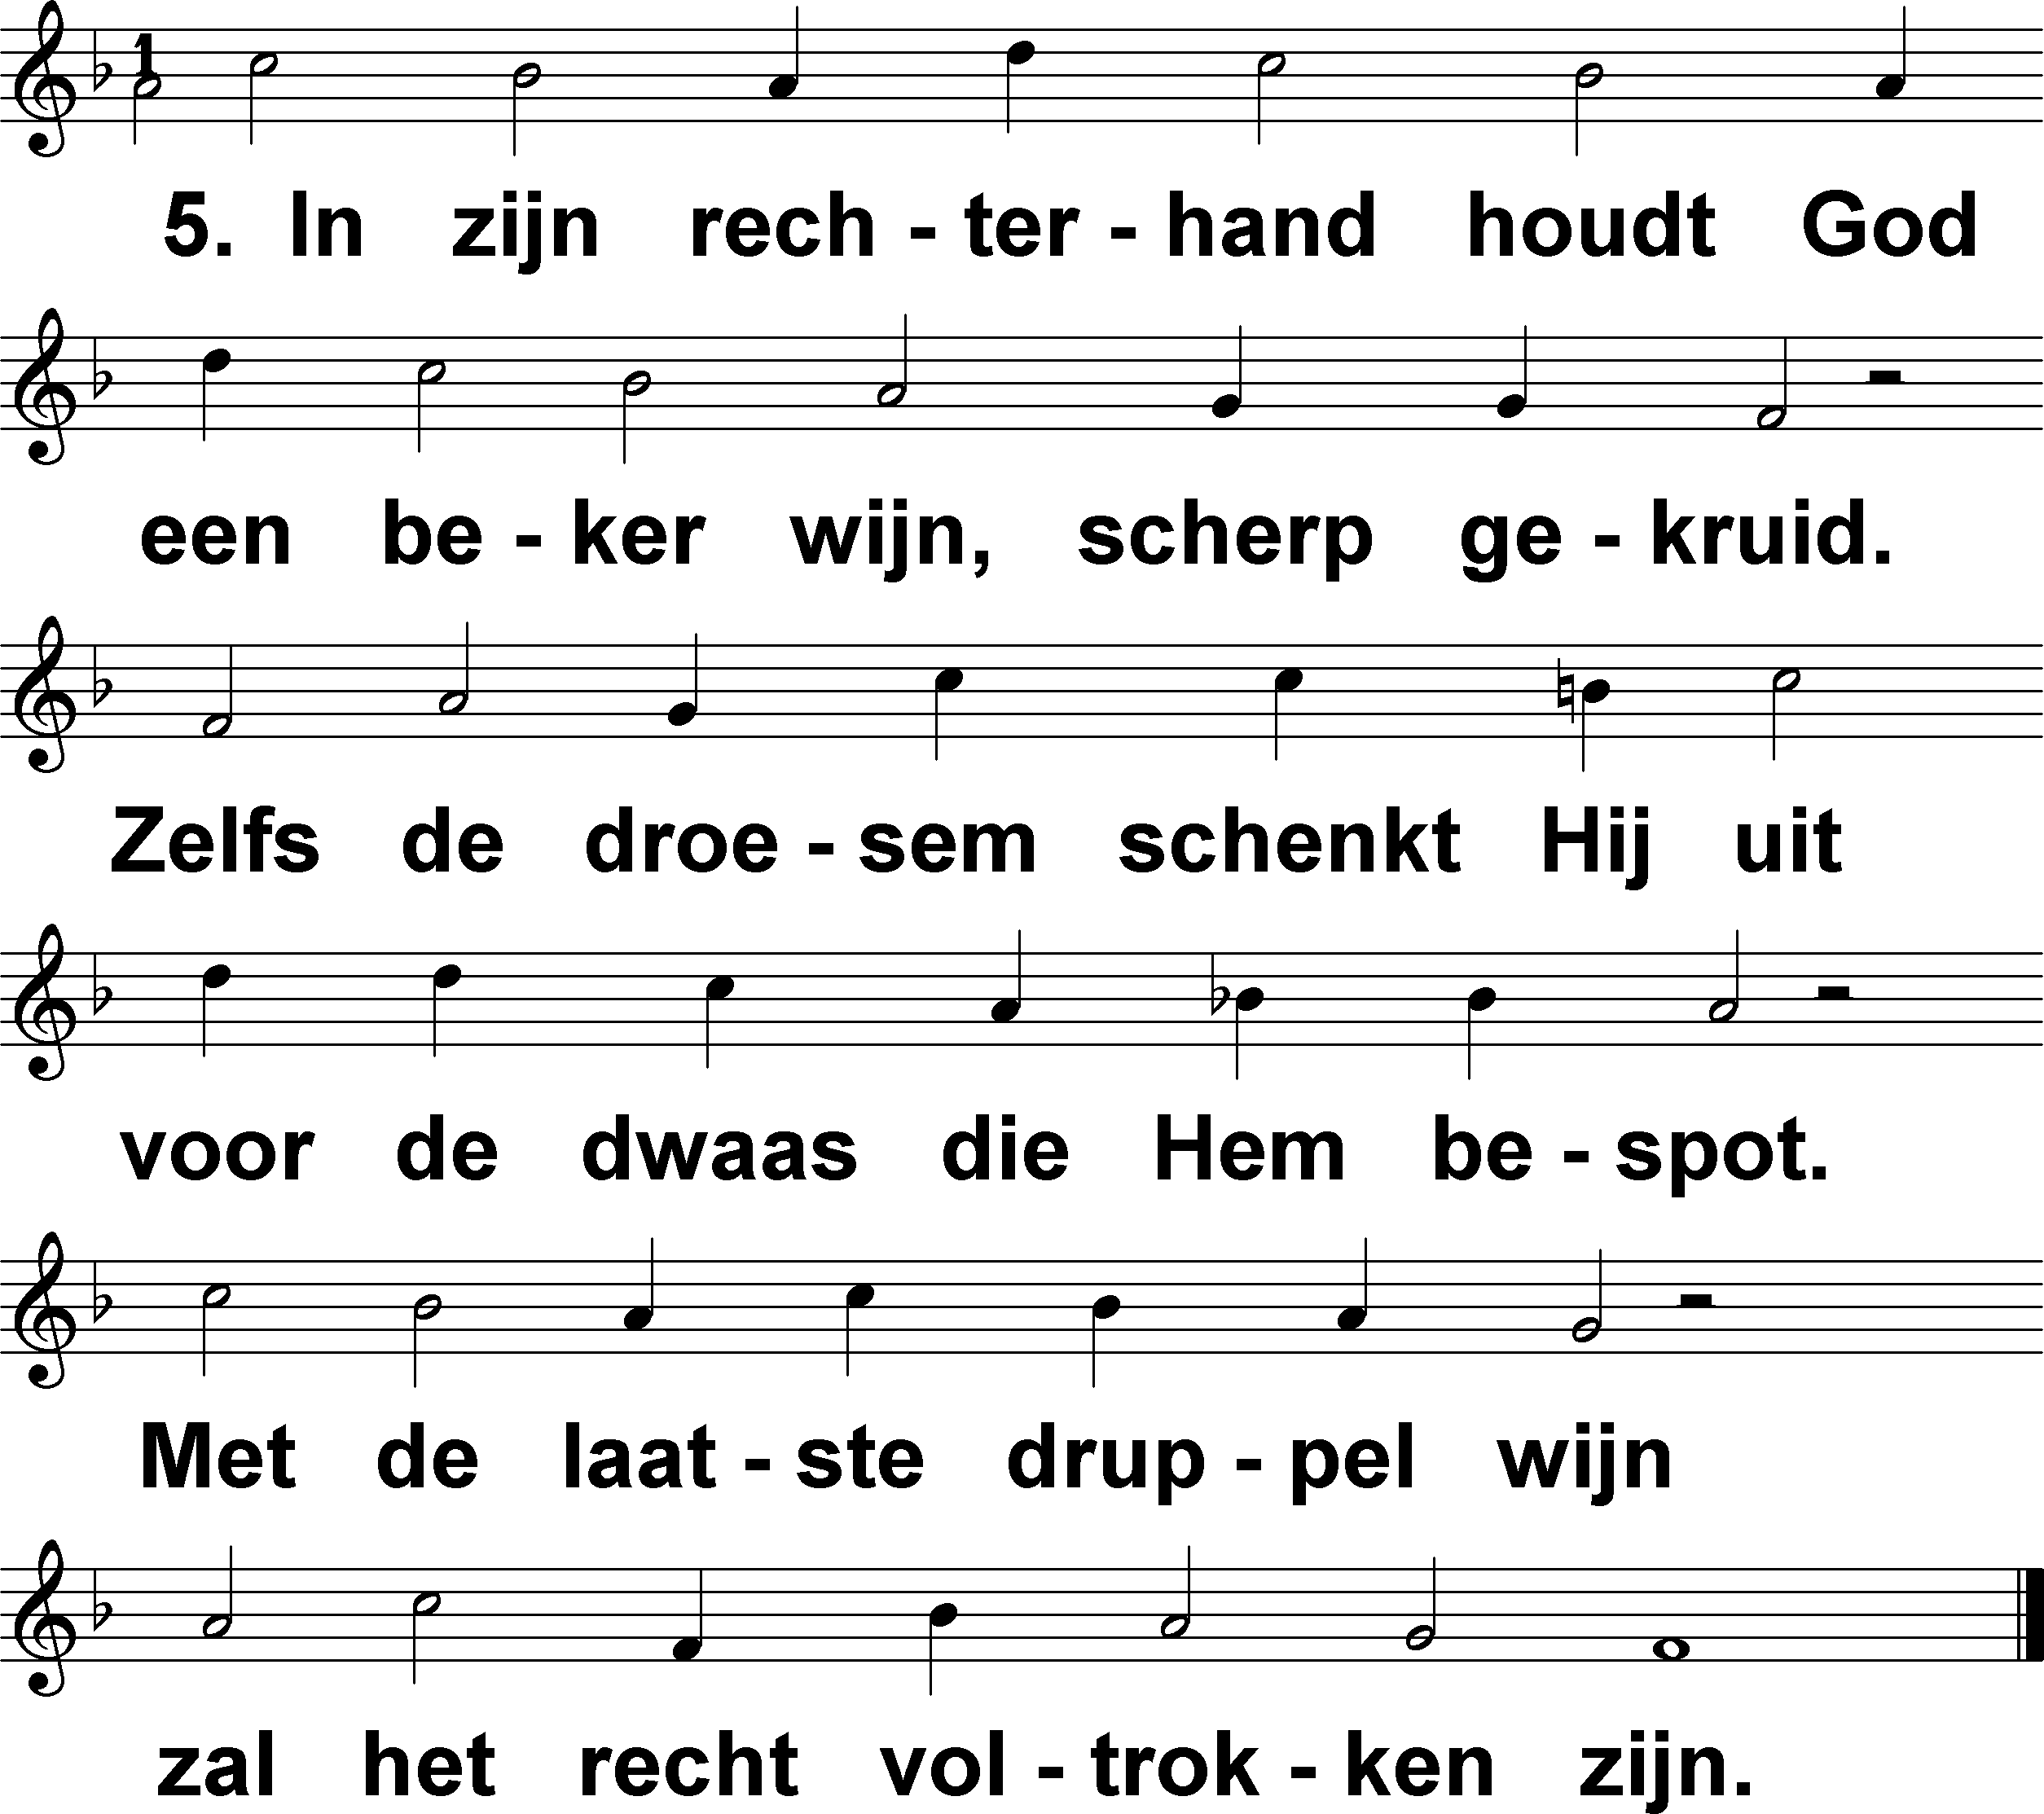 1
5. In zijn rech - ter - hand houdt God
een be - ker wijn, scherp ge - kruid.
Zelfs de droe - sem schenkt Hij uit
voor de dwaas die Hem be - spot.
Met de laat - ste drup - pel wijn
zal het recht vol - trok - ken zijn.